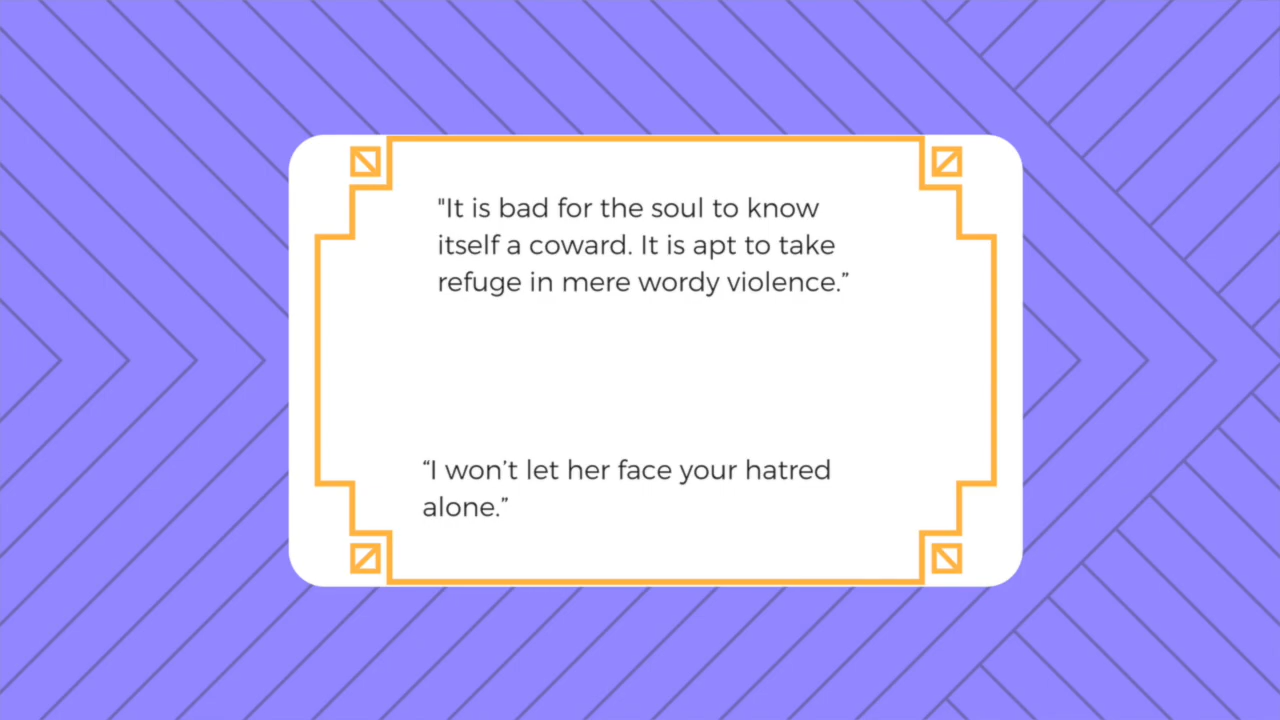 "It is bad for the soul to know
itself a coward. It is apt to take
refuge in mere wordy violence.”
“I won’t let her face your hatred
alone.”